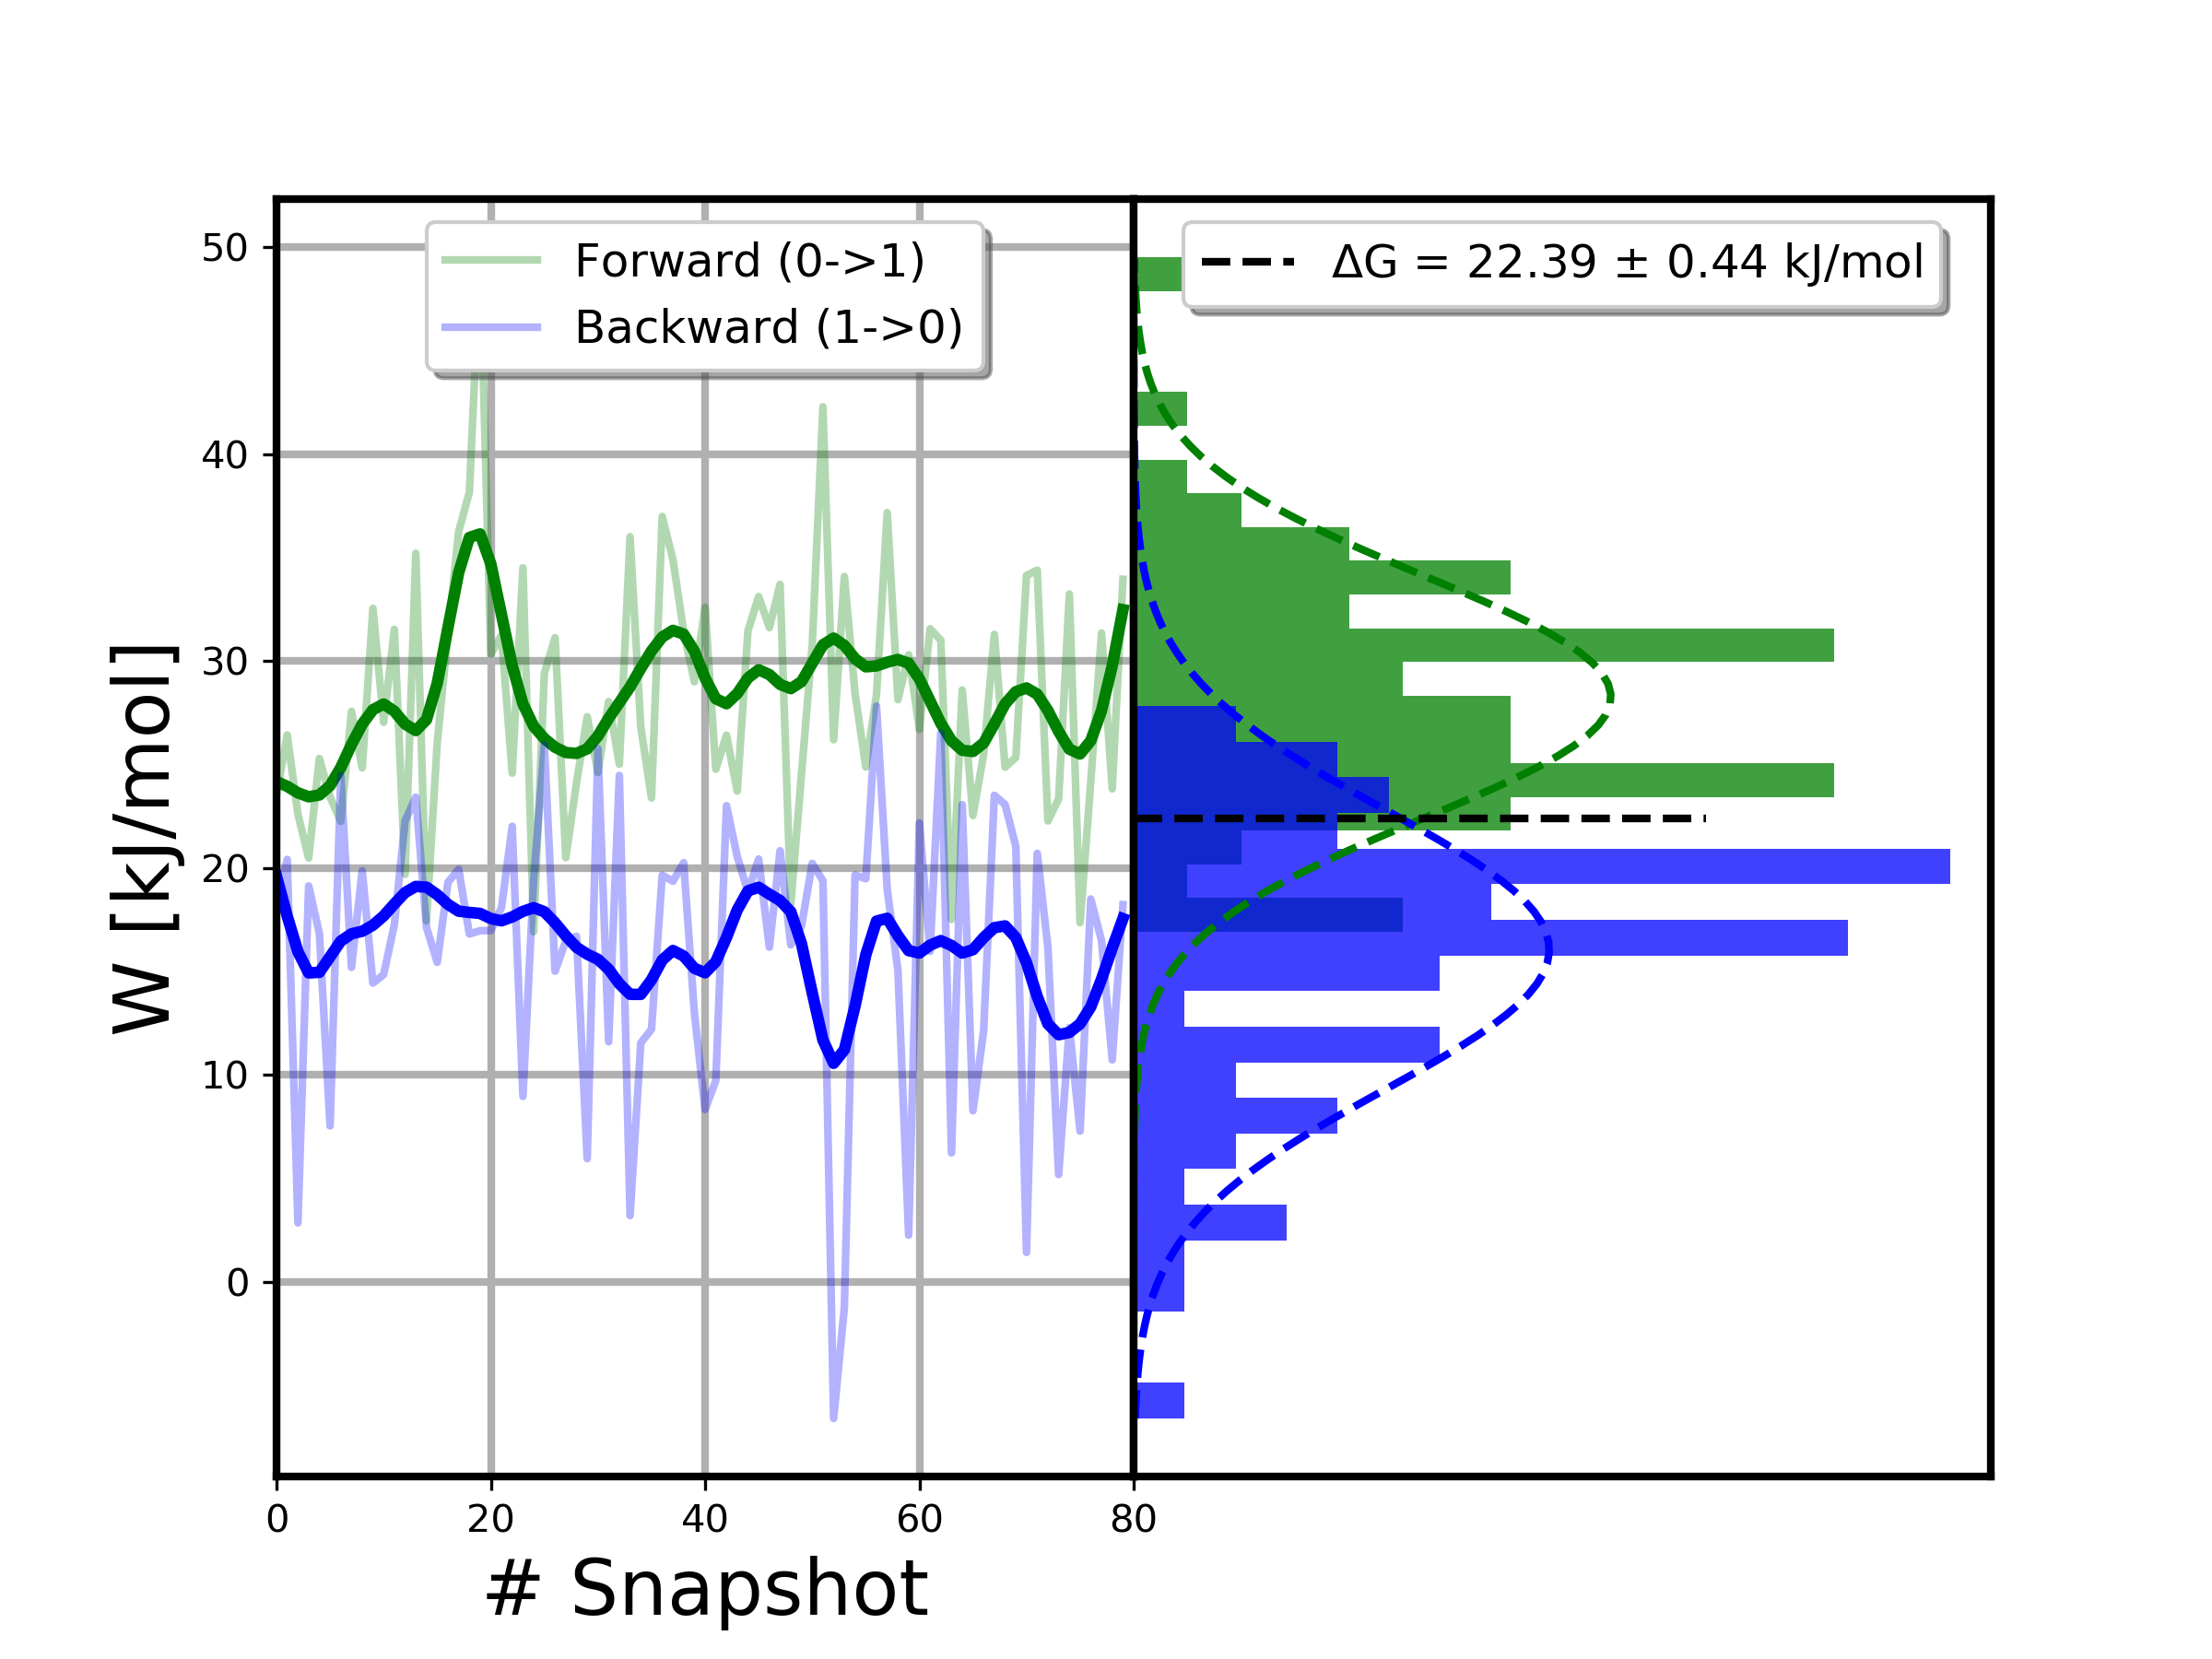 Forward (0->1)
Backward (1->0)
ΔG = 22.39 ± 0.44 kJ/mol
W [kJ/mol]
50
40
30
20
10
0
0 20 40 60 80
# Snapshot